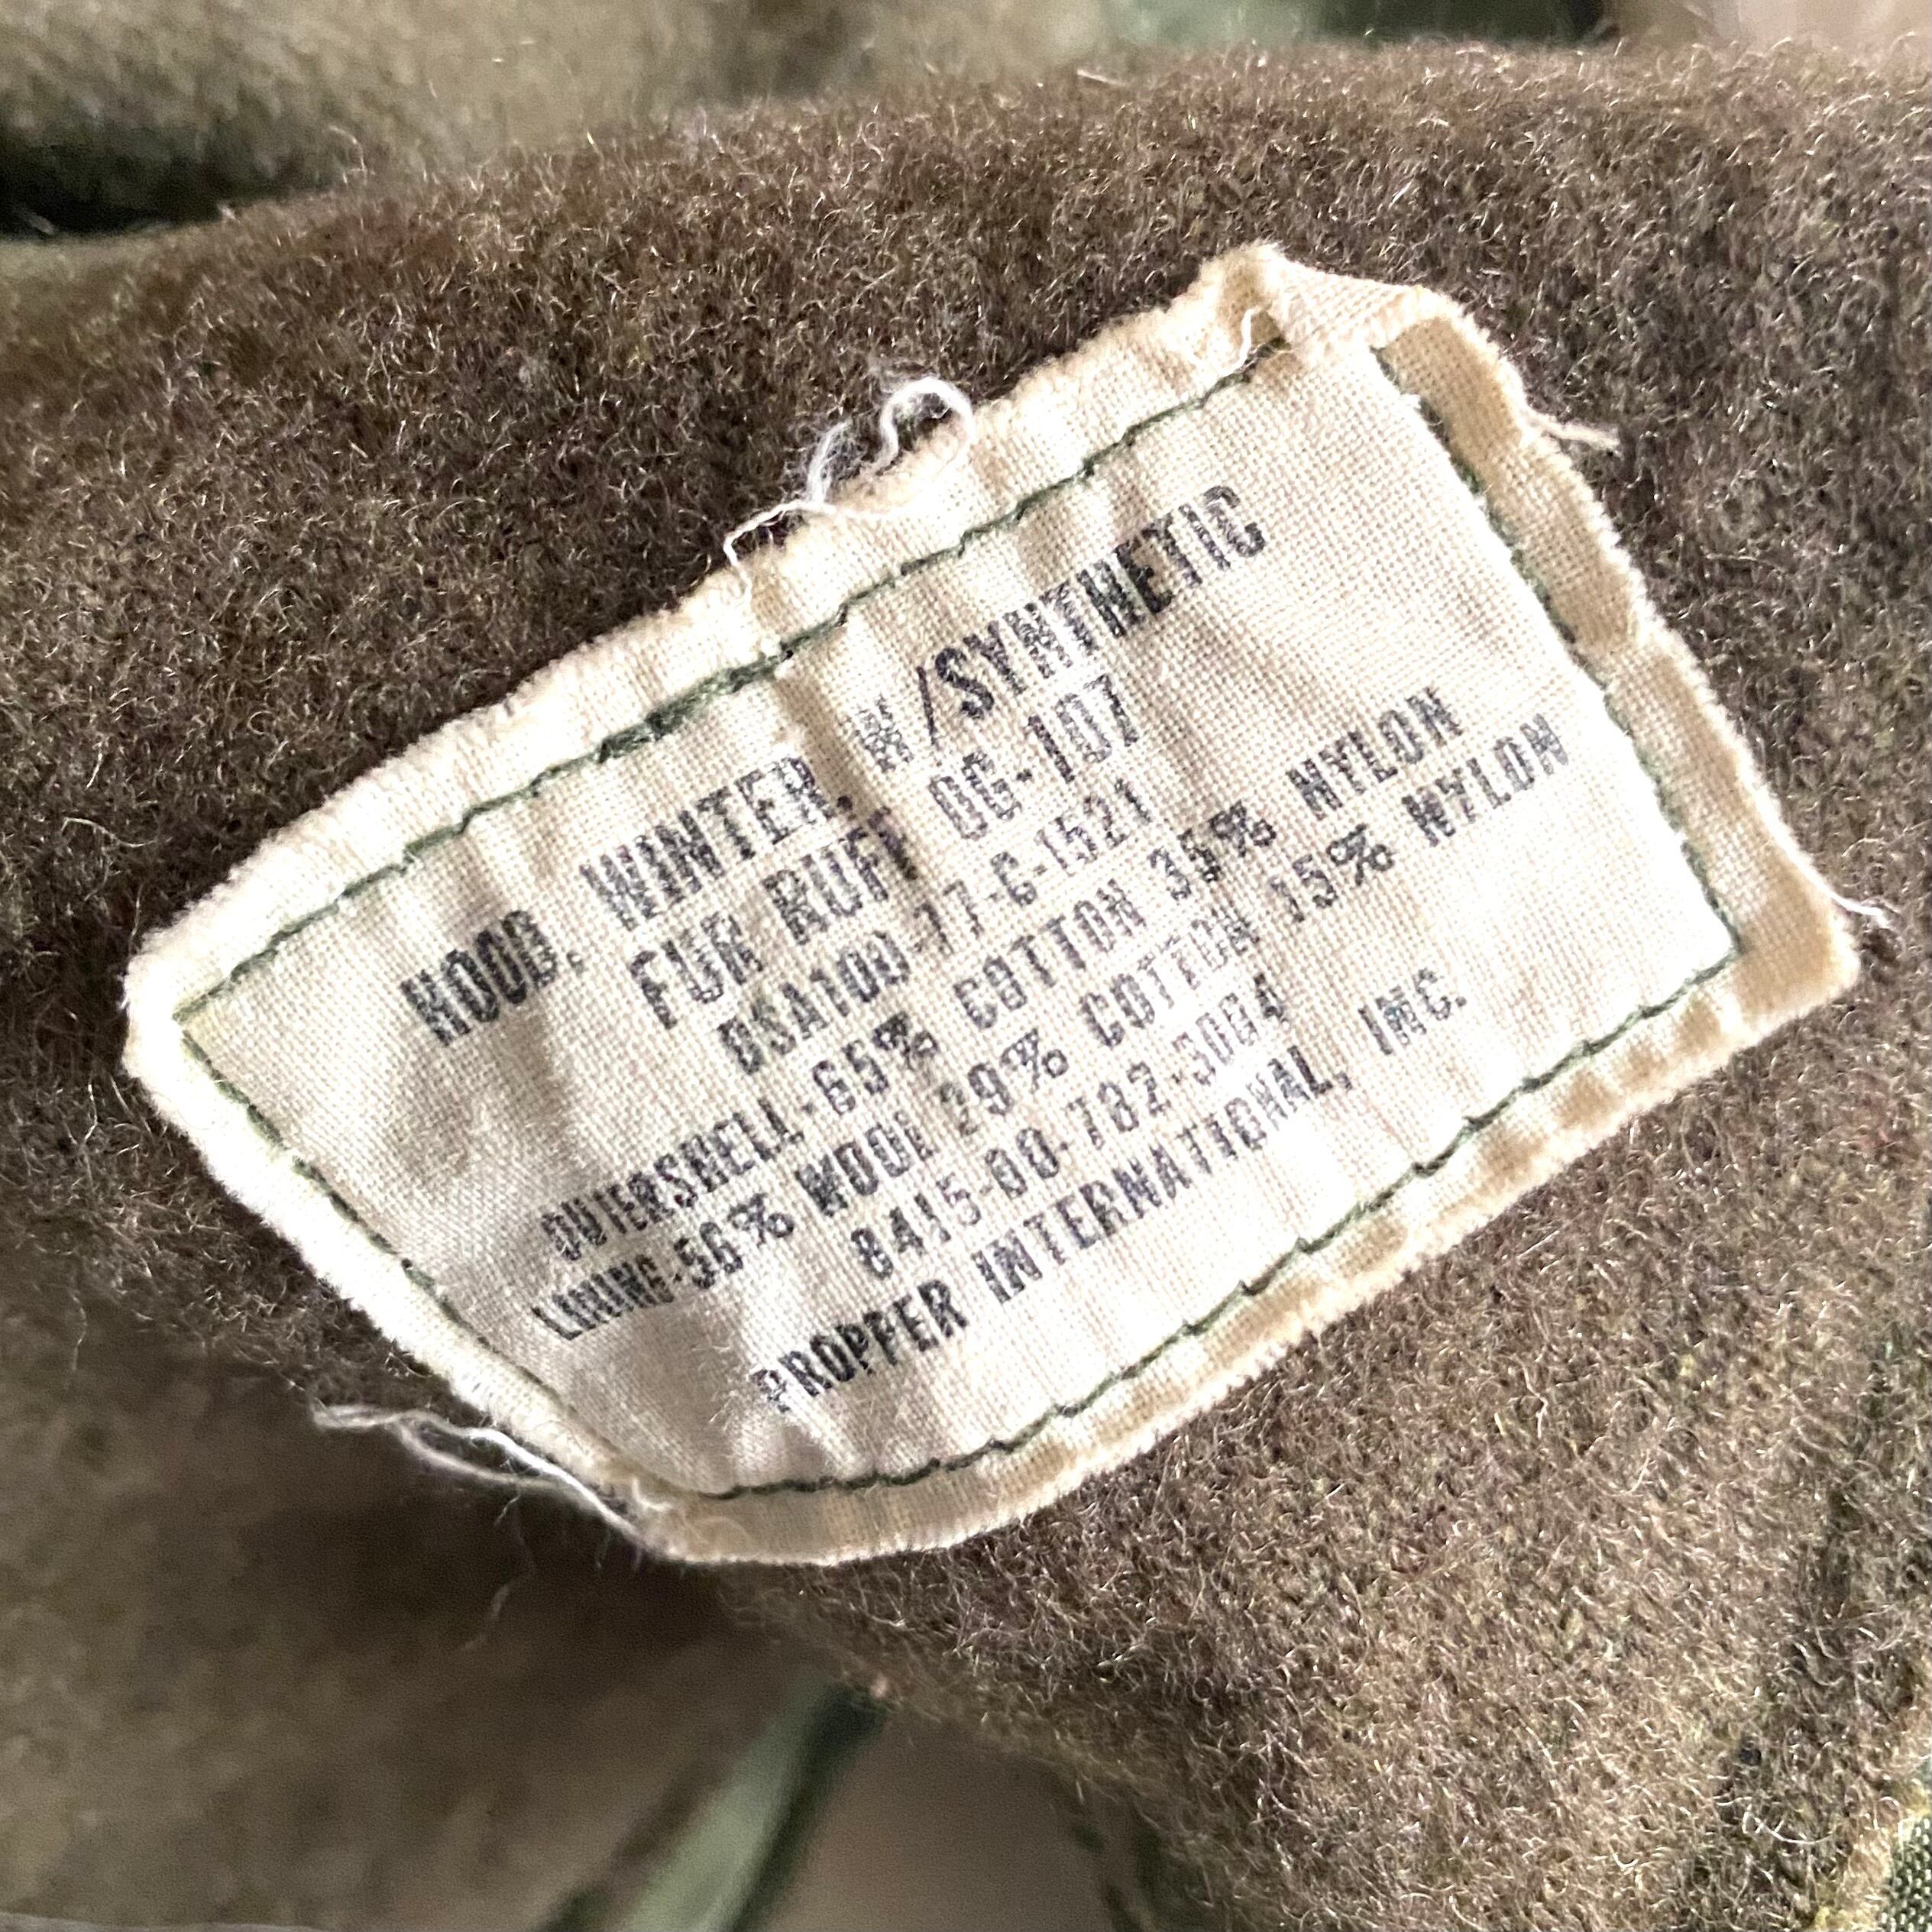 HOOD, WINTER, W/SYNTHETIC
FUR RUFF OG-107
DSA100-77-C-1521
OUTERSHELL-65% COTTON 35% NYLON
LINING-56% WOOL 29% COTTON 15% NYLON
8415-00-782-3004
PROPPER INTERNATIONAL, INC.